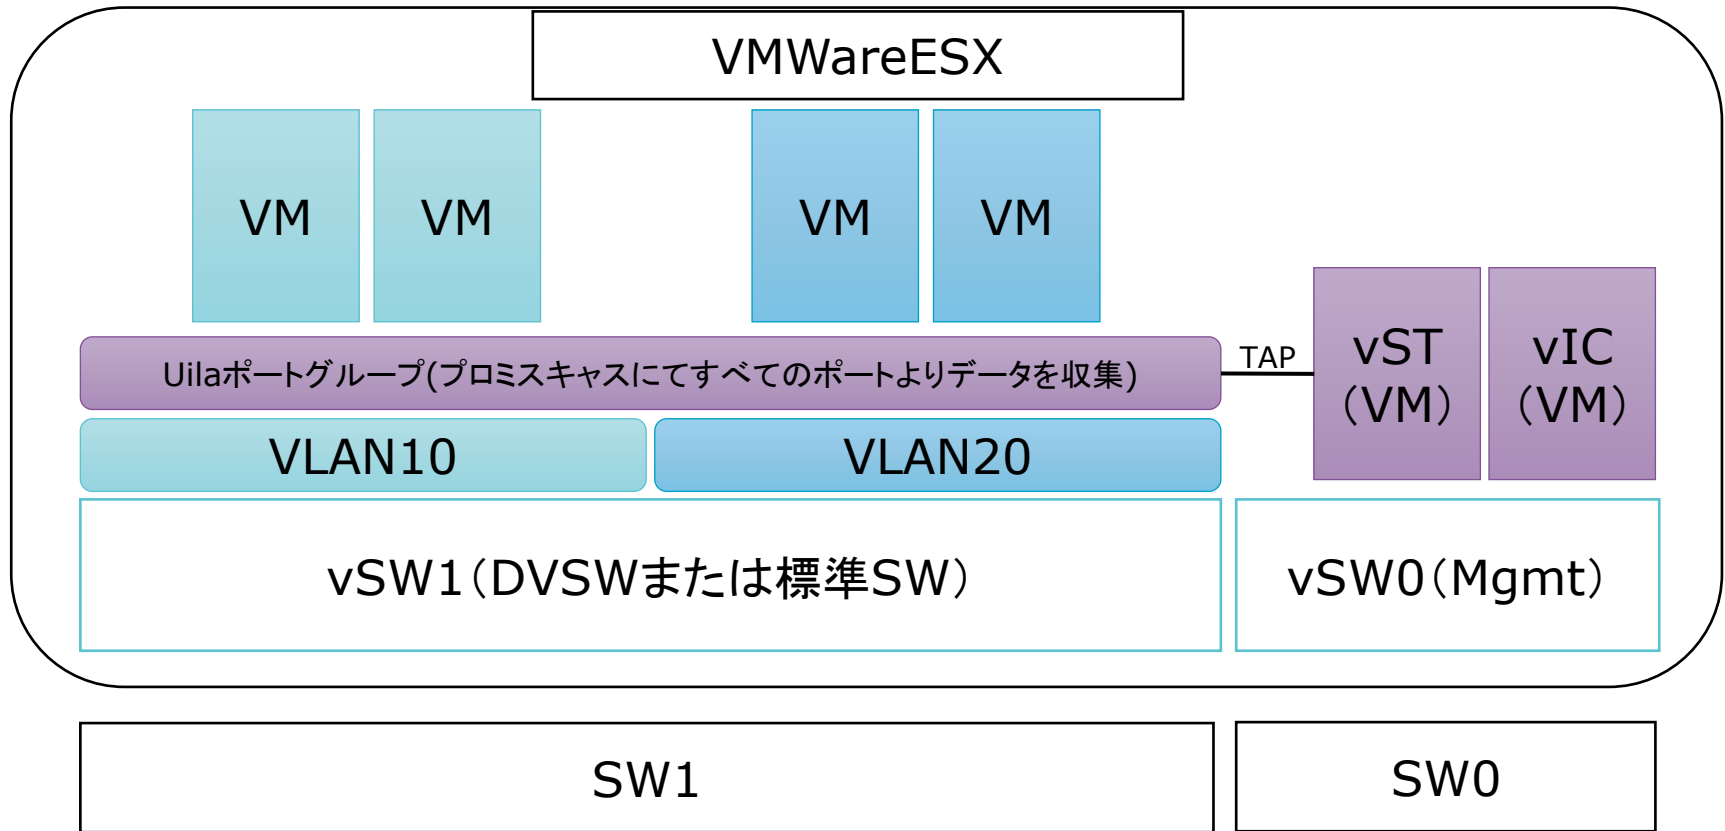 VMWareESX
VM
VM
VM
VM
Uilaポートグループ(プロミスキャスにてすべてのポートよりデータを収集)
TAP
vST
（VM）
vIC
（VM）
VLAN10
VLAN20
vSW1（DVSWまたは標準SW）
vSW0（Mgmt）
SW1
SW0